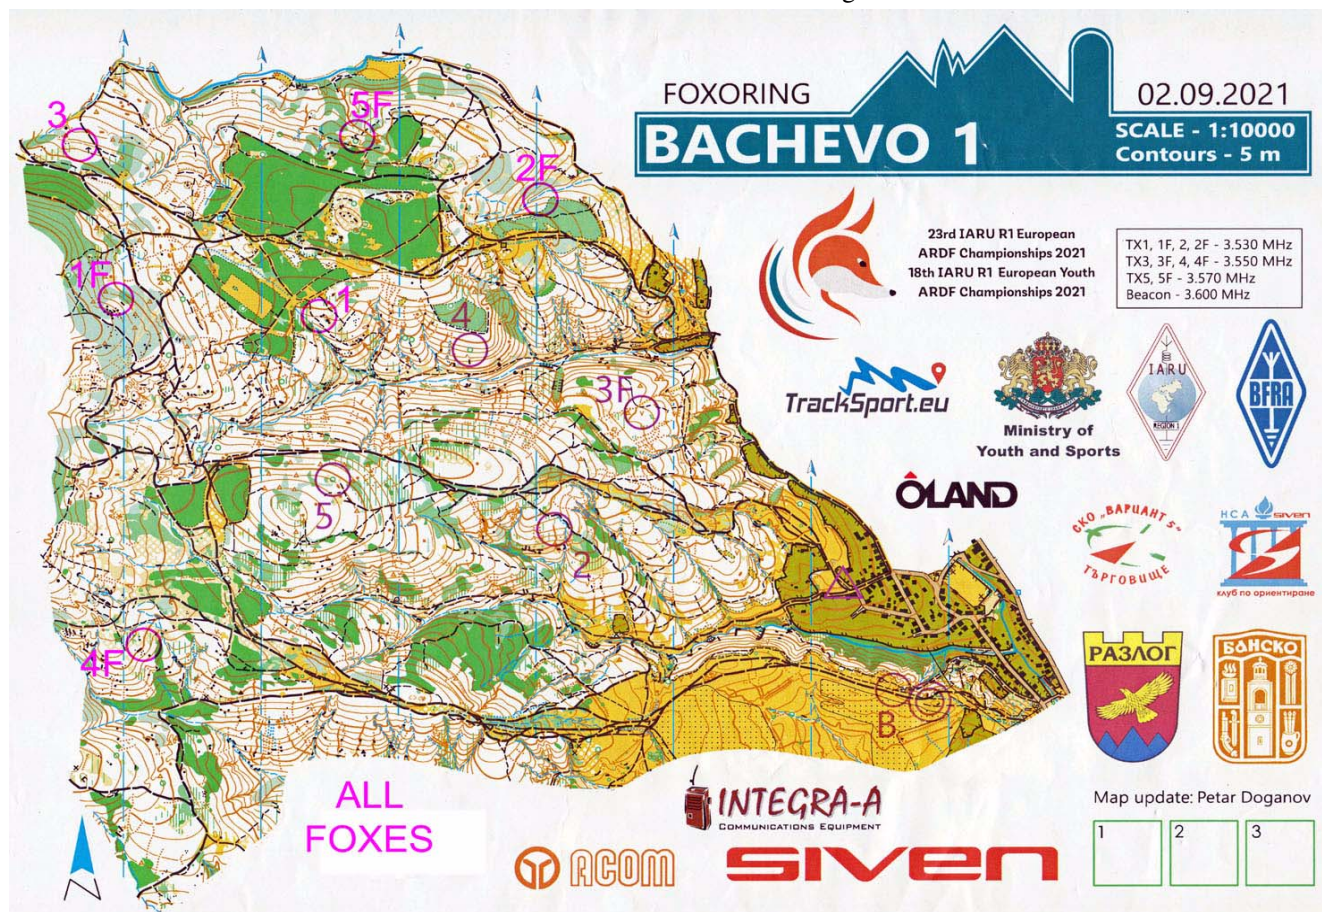 FOXORING
02.09.2021
BACHEVO 1
SCALE - 1:10000
Contours - 5 m
23rd IARU R1 European
ARDF Championships 2021
18th IARU R1 European Youth
ARDF Championships 2021
TX1, 1F, 2, 2F - 3.530 MHz
TX3, 3F, 4, 4F - 3.550 MHz
TX5, 5F - 3.570 MHz
Beacon - 3.600 MHz
3
5F
2F
1F
1
4
3F
5
2
4F
B
TrackSport.eu
Ministry of
Youth and Sports
IARU
REGION 1
BFRA
ÔLAND
СКО „ВАРИАНТ 5“
ТЪРГОВИЩЕ
НСА SIVEN
клуб по ориентиране
РАЗЛОГ
БАНСКО
ALL
FOXES
N
INTEGRA-A
COMMUNICATIONS EQUIPMENT
ACOM
SIVEN
Map update: Petar Doganov
1
2
3